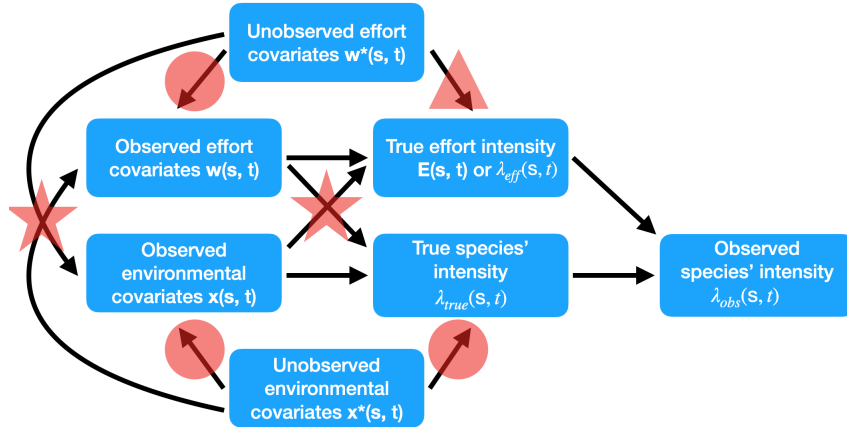 Unobserved effort
covariates w*(s, t)
Observed effort
covariates w(s, t)
True effort intensity
E(s, t) or λeff(s, t)
Observed
environmental
covariates x(s, t)
True species'
intensity
λtrue(s, t)
Observed
species' intensity
λobs(s, t)
Unobserved
environmental
covariates x*(s, t)